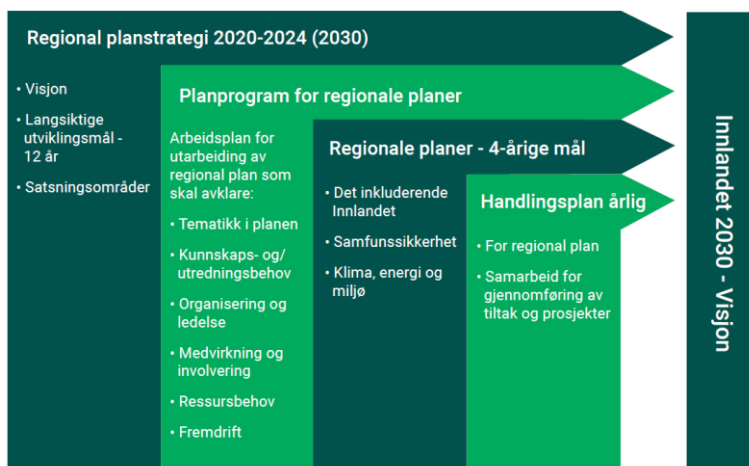 Regional planstrategi 2020-2024 (2030)
• Visjon
• Langsiktige
utviklingsmål -
12 år
• Satsningsområder
Planprogram for regionale planer
Arbeidsplan for
utarbeiding av
regional plan som
skal avklare:
• Tematikk i planen
• Kunnskaps- og/
utredningsbehov
• Organisering og
ledelse
• Medvirkning og
involvering
• Ressursbehov
• Fremdrift
Regionale planer - 4-årige mål
• Det inkluderende
Innlandet
• Samfunssikkerhet
• Klima, energi og
miljø
Handlingsplan årlig
• For regional plan
• Samarbeid for
gjennomføring av
tiltak og prosjekter
Innlandet 2030 - Visjon